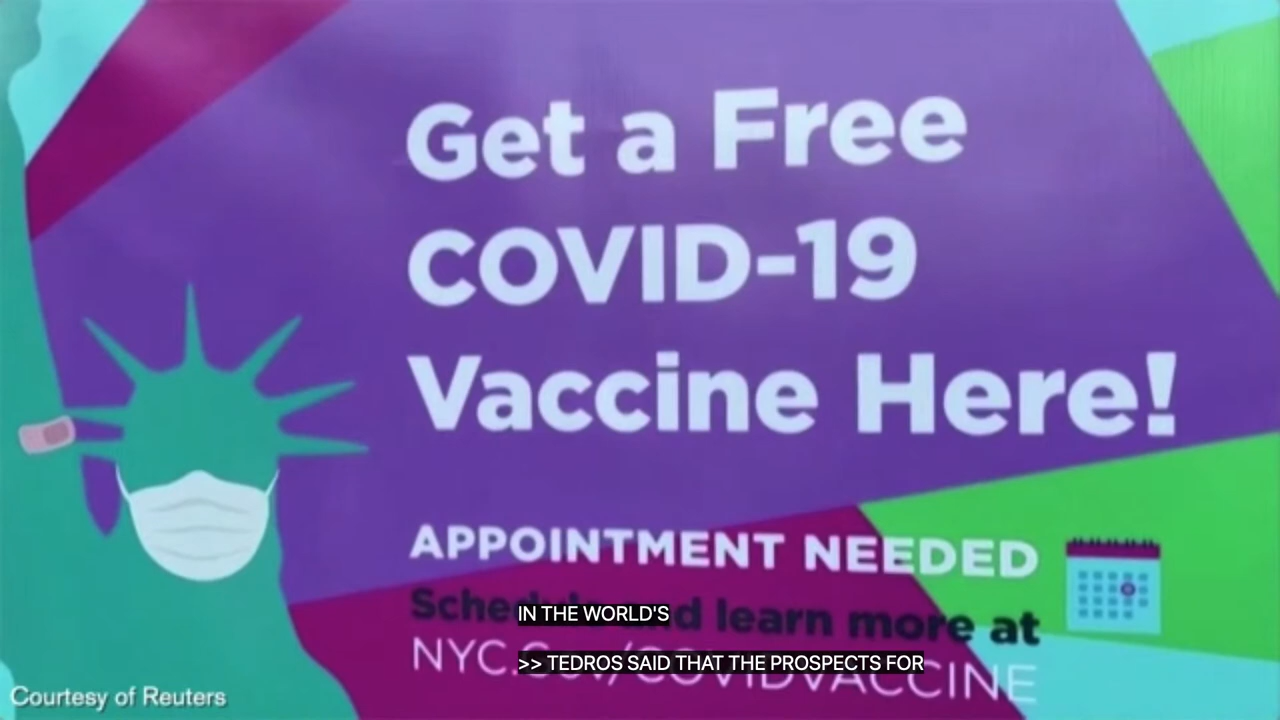 Get a Free
COVID-19
Vaccine Here!
APPOINTMENT NEEDED
and learn more at
IN THE WORLD'S
>> TEDROS SAID THAT THE PROSPECTS FOR
Courtesy of Reuters